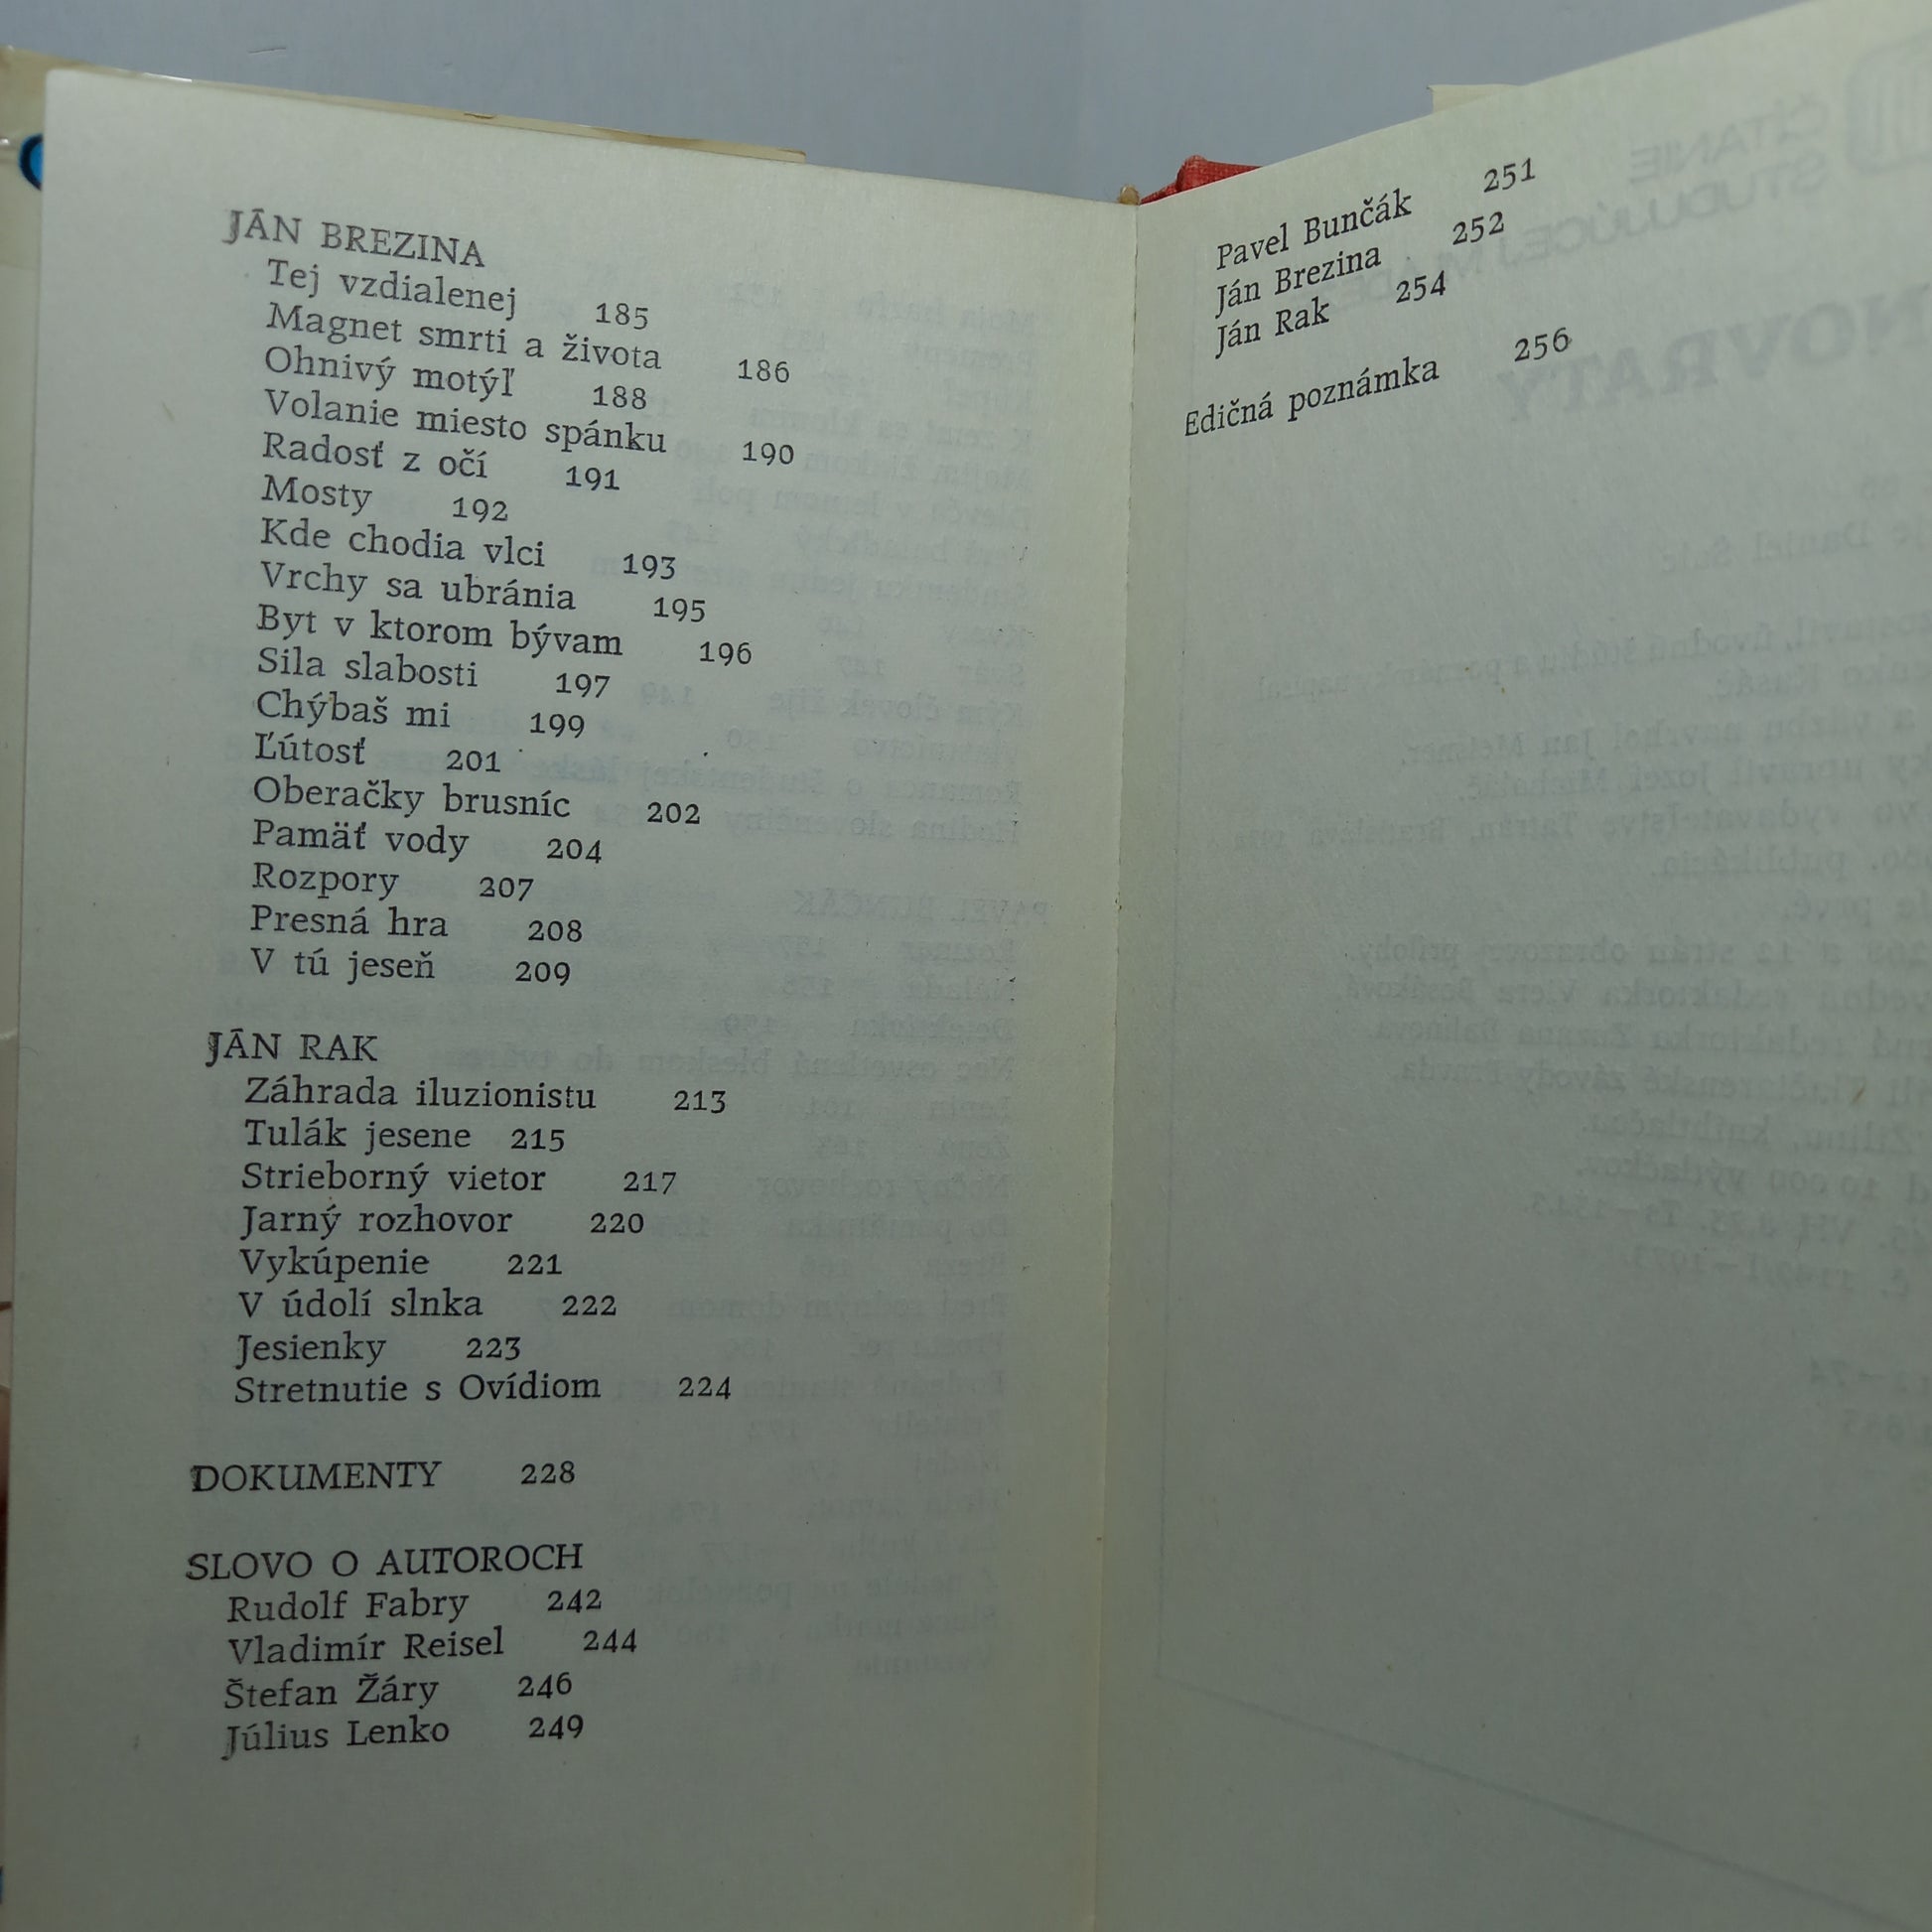 JÁN BREZINA
Tej vzdialenej 185
Magnet smrti a života 186
Ohnivý motýľ 188
Volanie miesto spánku 190
Radosť z očí 191
Mosty 192
Kde chodia vlci 193
Vrchy sa ubránia 195
Byt v ktorom bývam 196
Sila slabosti 197
Chýbaš mi 199
Ľútosť 201
Oberačky brusníc 202
Pamäť vody 204
Rozpory 207
Presná hra 208
V tú jeseň 209
JÁN RAK
Záhrada iluzionistu 213
Tulák jesene 215
Strieborný vietor 217
Jarný rozhovor 220
Vykúpenie 221
V údolí slnka 222
Jesienky 223
Stretnutie s Ovídiom 224
DOKUMENTY 228
SLOVO O AUTOROCH
Rudolf Fabry 242
Vladimír Reisel 244
Štefan Žáry 246
Július Lenko 249
Pavel Bunčák 251
Ján Brezina 252
Ján Rak 254
Edičná poznámka 256